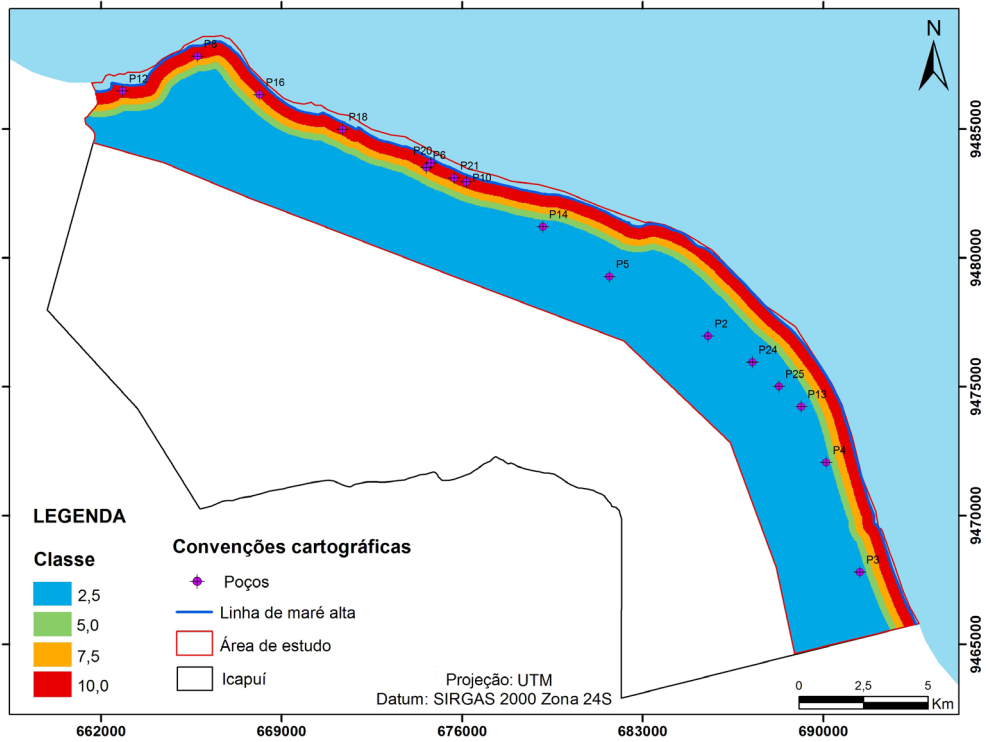 N
P8
P12
P16
P18
P20
P6
P21
P10
P14
P5
P2
P24
P25
P13
P4
P3
9485000
9480000
9475000
9470000
9465000
LEGENDA
Classe
2,5
5,0
7,5
10,0
Convenções cartográficas
Poços
Linha de maré alta
Área de estudo
Icapuí
Projeção: UTM
Datum: SIRGAS 2000 Zona 24S
0 2,5 5
Km
662000 669000 676000 683000 690000